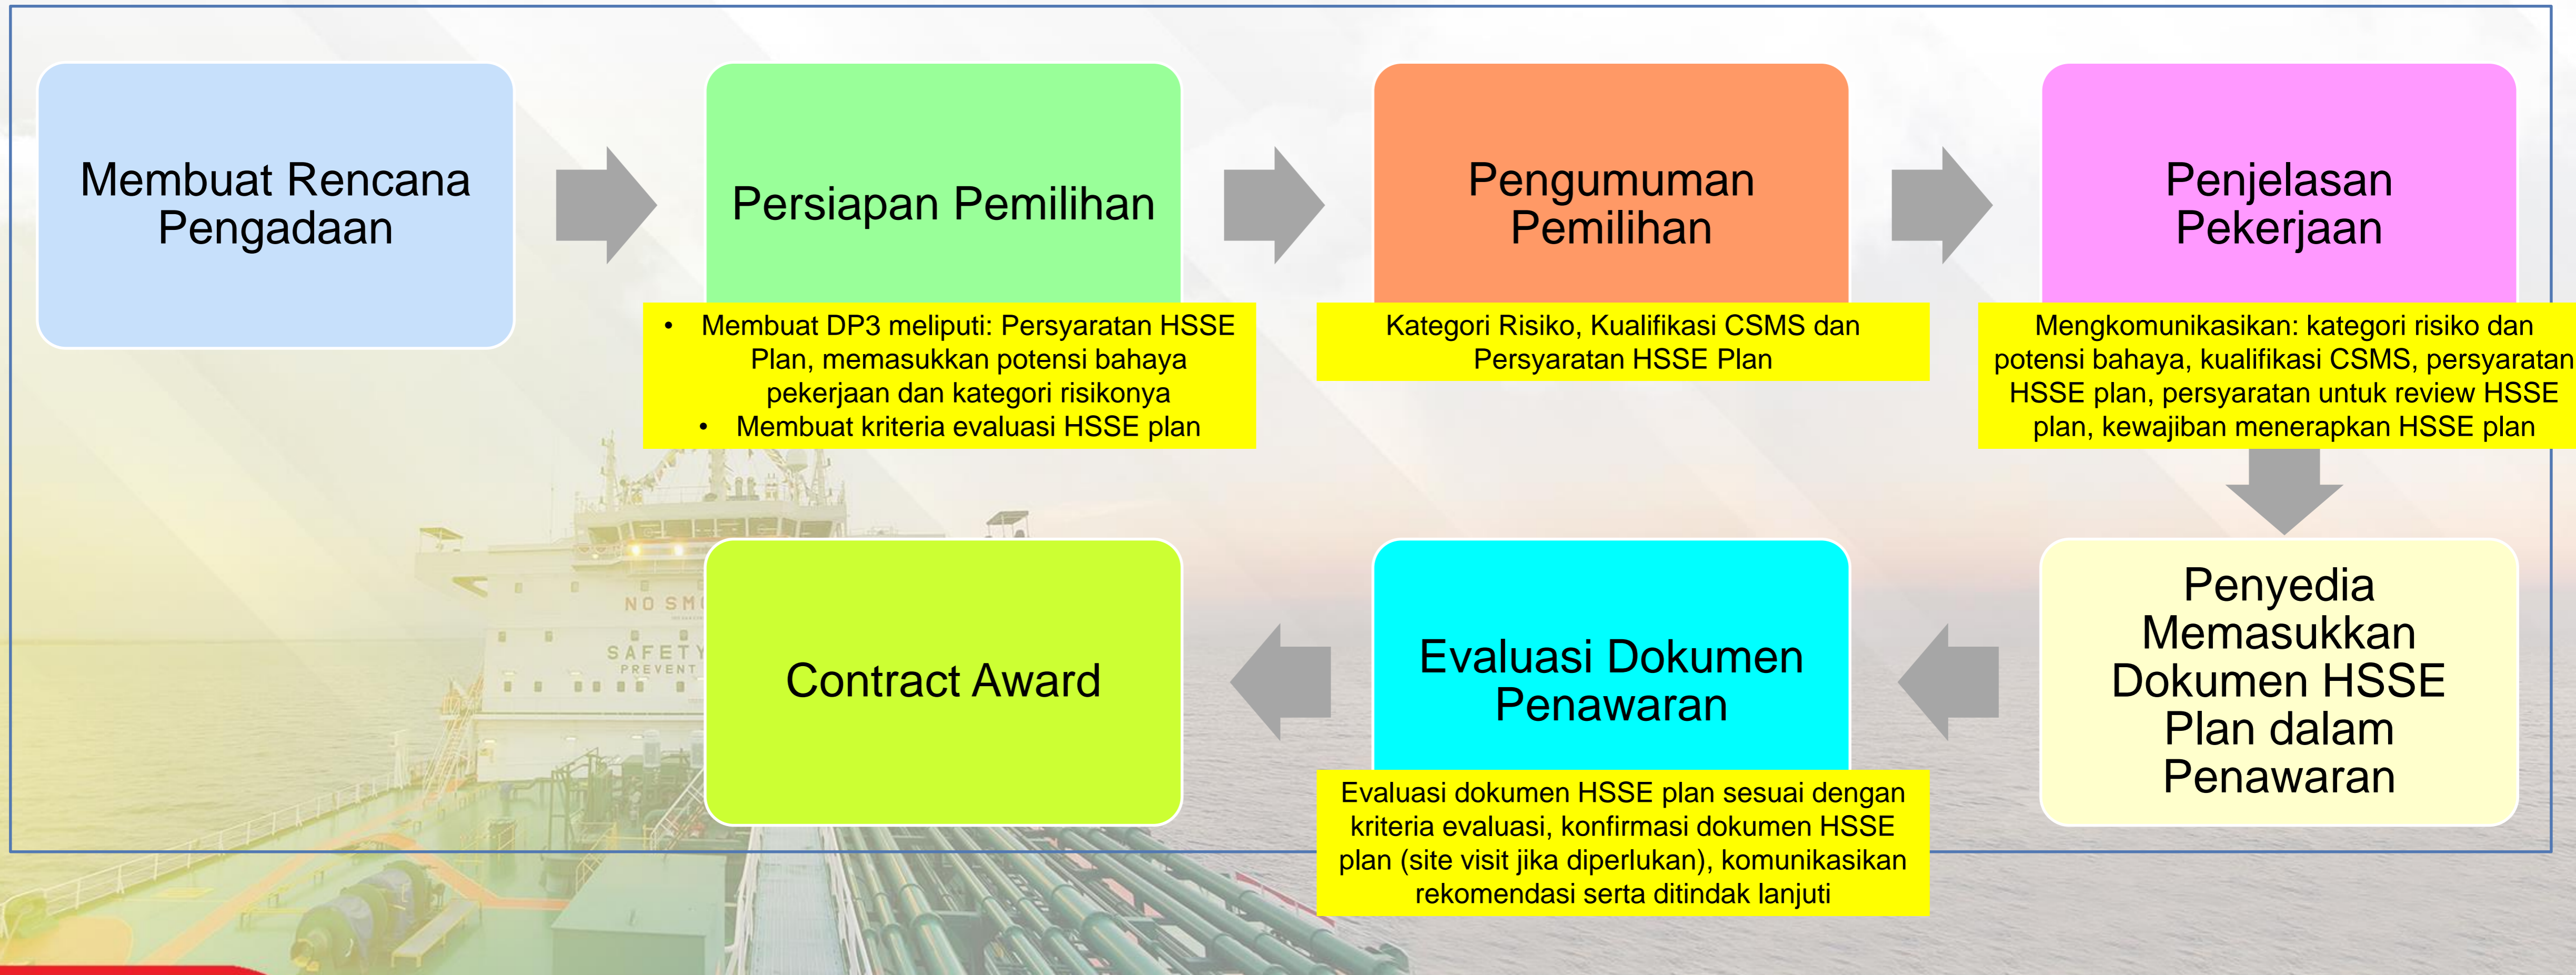 Membuat Rencana
Pengadaan
Persiapan Pemilihan
• Membuat DP3 meliputi: Persyaratan HSSE
Plan, memasukkan potensi bahaya
pekerjaan dan kategori risikonya
• Membuat kriteria evaluasi HSSE plan
Pengumuman
Pemilihan
Kategori Risiko, Kualifikasi CSMS dan
Persyaratan HSSE Plan
Penjelasan
Pekerjaan
Mengkomunikasikan: kategori risiko dan
potensi bahaya, kualifikasi CSMS, persyaratan
HSSE plan, persyaratan untuk review HSSE
plan, kewajiban menerapkan HSSE plan
Penyedia
Memasukkan
Dokumen HSSE
Plan dalam
Penawaran
Evaluasi Dokumen
Penawaran
Evaluasi dokumen HSSE plan sesuai dengan
kriteria evaluasi, konfirmasi dokumen HSSE
plan (site visit jika diperlukan), komunikasikan
rekomendasi serta ditindak lanjuti
Contract Award
NO SM
SAFETY
PREVENT